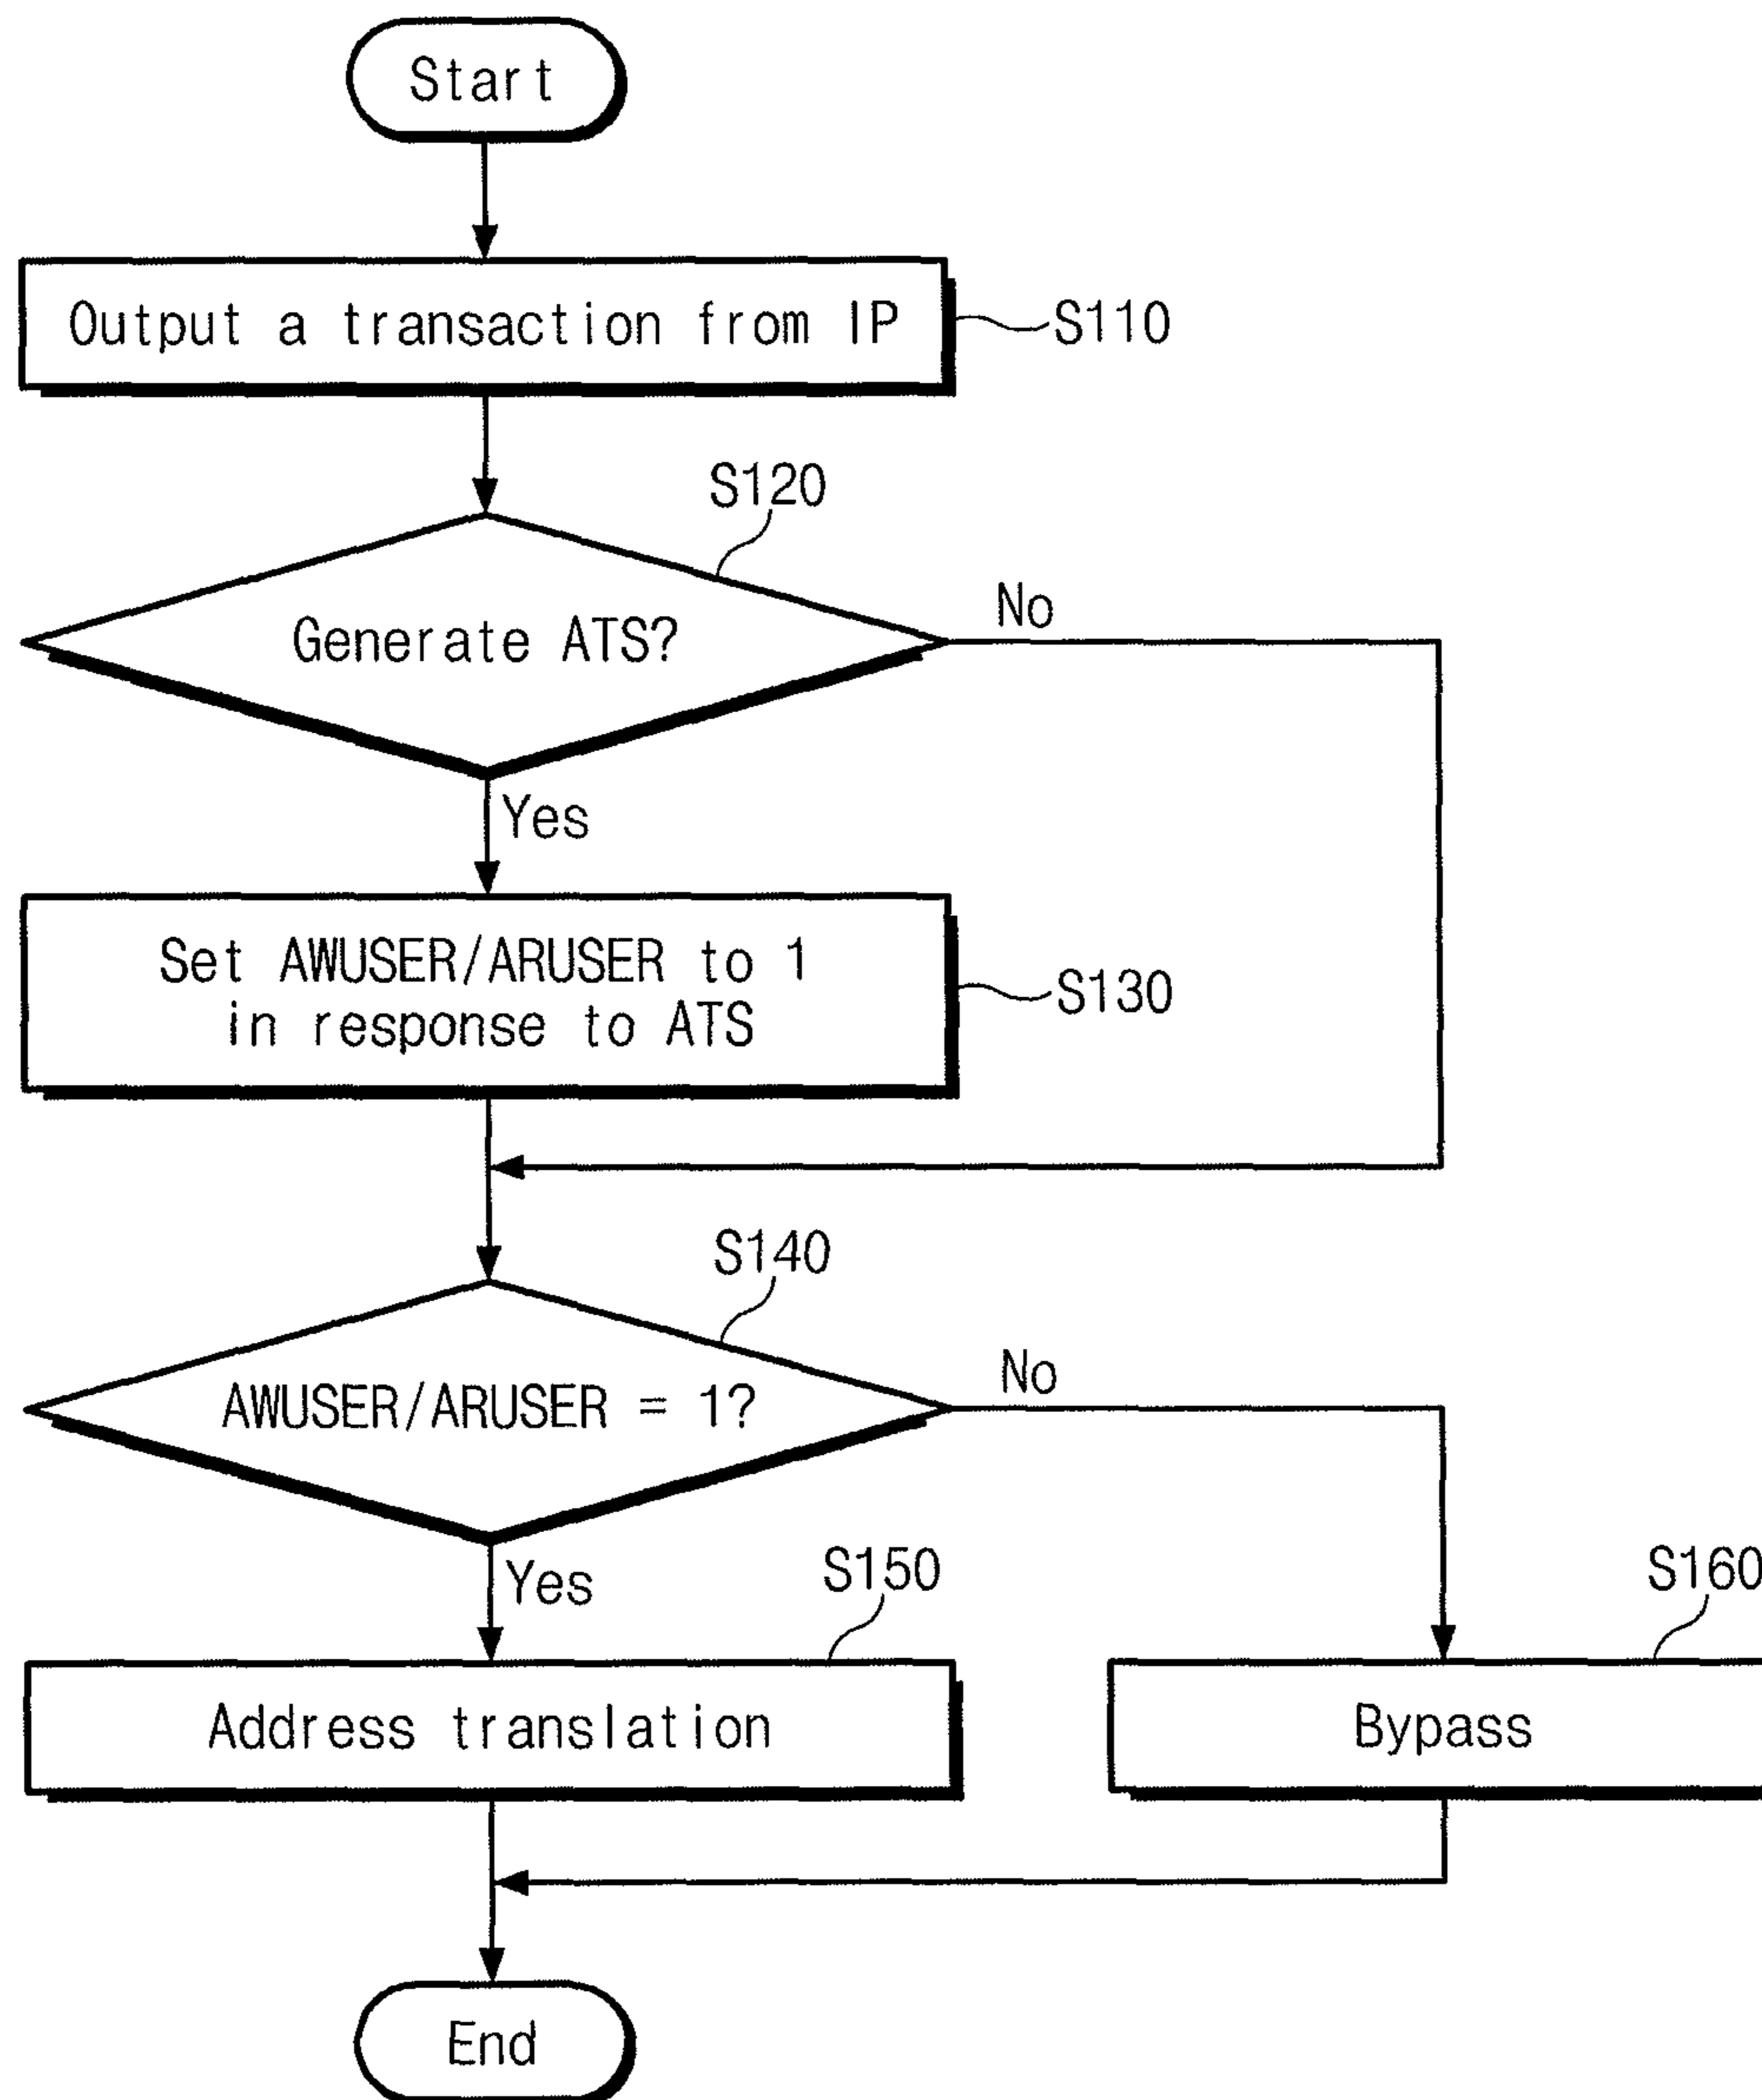 Start
Output a transaction from IP
S110
S120
Generate ATS?
No
Yes
Set AWUSER/ARUSER to 1
in response to ATS
S130
S140
AWUSER/ARUSER = 1?
No
Yes
S150
S160
Address translation
Bypass
End